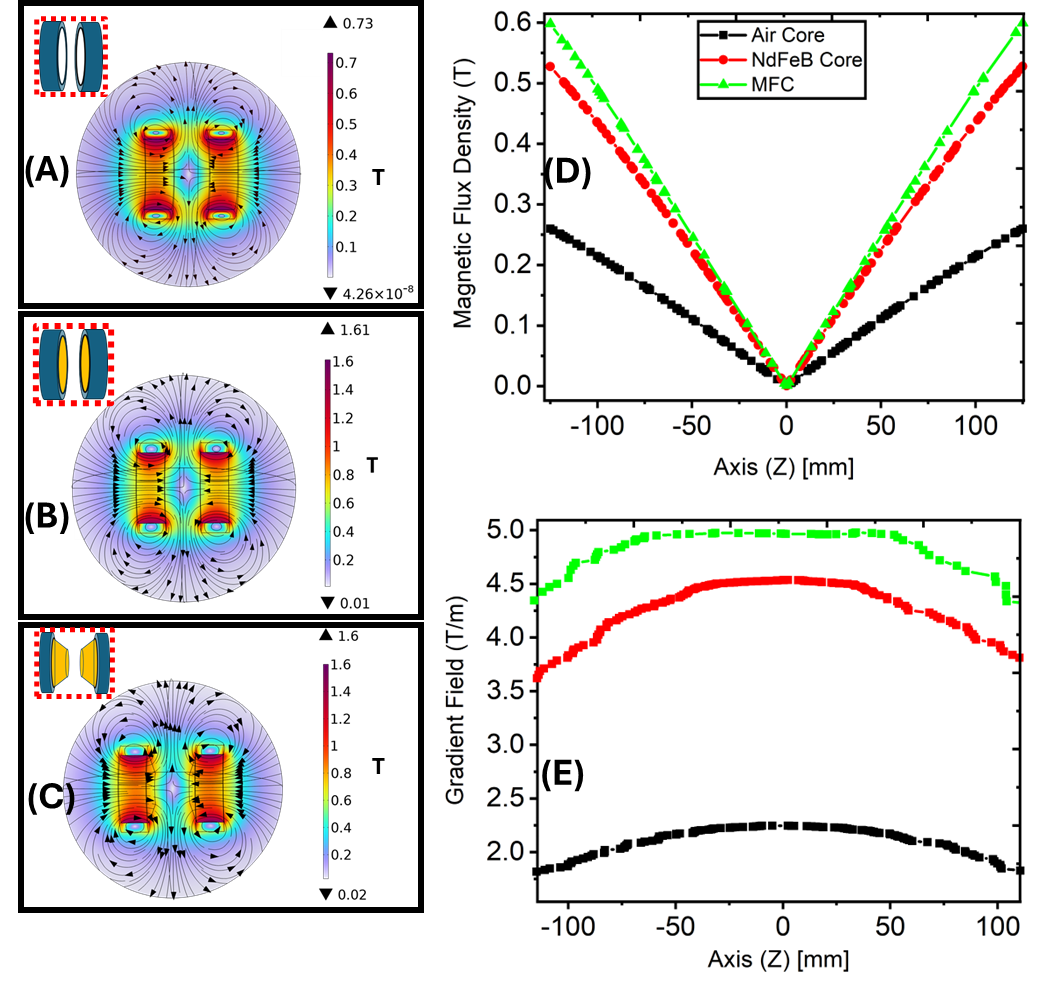 (A)
▲ 0.73
0.7
0.6
0.5
0.4
0.3
0.2
0.1
T
▼ 4.26×10⁻⁸
(B)
▲ 1.61
1.6
1.4
1.2
1
0.8
0.6
0.4
0.2
T
▼ 0.01
(C)
▲ 1.6
1.6
1.4
1.2
1
0.8
0.6
0.4
0.2
T
▼ 0.02
(D)
Magnetic Flux Density (T)
0.6
0.5
0.4
0.3
0.2
0.1
0.0
Air Core
NdFeB Core
MFC
-100 -50 0 50 100
Axis (Z) [mm]
(E)
Gradient Field (T/m)
5.0
4.5
4.0
3.5
3.0
2.5
2.0
-100 -50 0 50 100
Axis (Z) [mm]